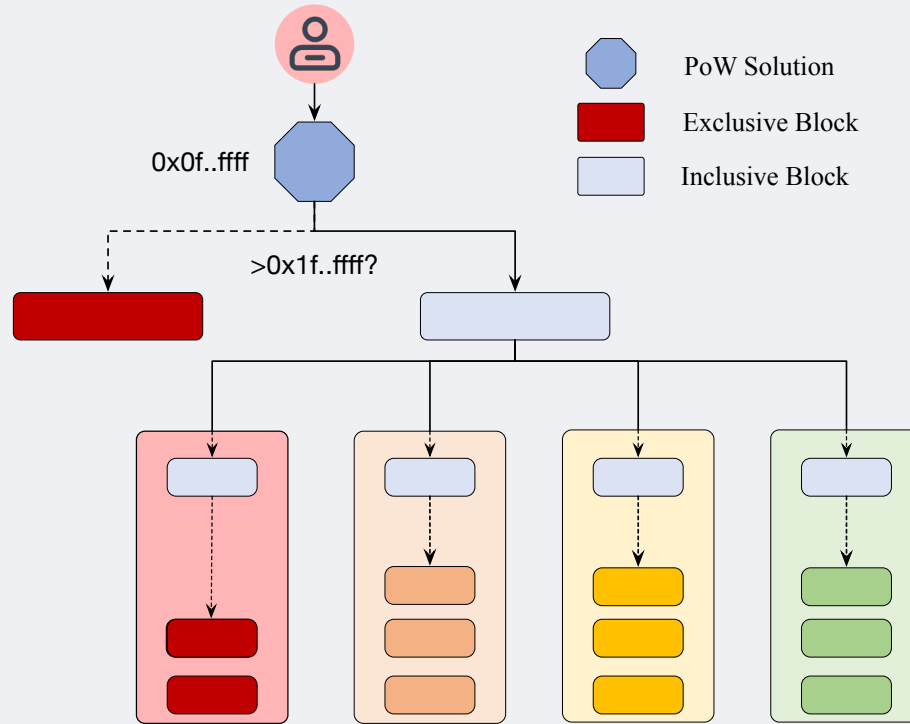 PoW Solution
Exclusive Block
0x0f..ffff
Inclusive Block
>0x1f..ffff?